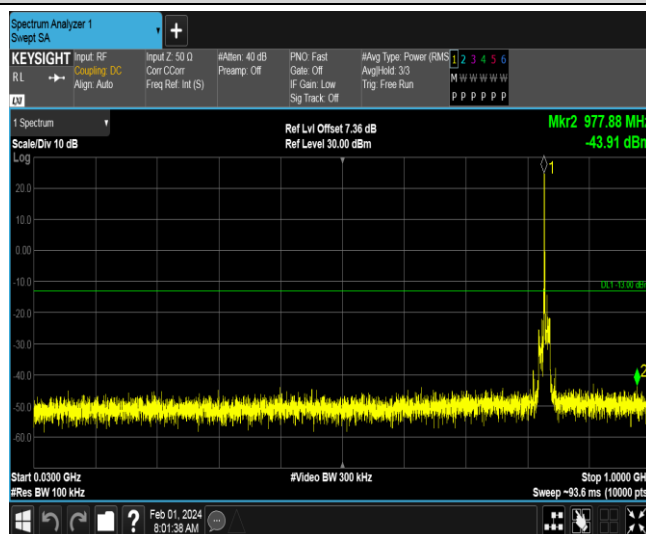 Spectrum Analyzer 1
Swept SA
+
KEYSIGHT
RL
LXI
Input: RF
Coupling: DC
Align: Auto
Input Z: 50 Ω
Corr CCorr
Freq Ref: Int (S)
#Atten: 40 dB
Preamp: Off
PNO: Fast
Gate: Off
IF Gain: Low
Sig Track: Off
#Avg Type: Power (RMS
Avg|Hold: 3/3
Trig: Free Run
1 2 3 4 5 6
M W W W W W
P P P P P P
1 Spectrum
Scale/Div 10 dB
Log
Ref Lvl Offset 7.36 dB
Ref Level 30.00 dBm
Mkr2 977.88 MHz
-43.91 dBm
1
20.0
10.0
0.00
-10.0
DL1 -13.00 dBm
-20.0
-30.0
-40.0
2
-50.0
-60.0
Start 0.0300 GHz
#Res BW 100 kHz
#Video BW 300 kHz
Stop 1.0000 GHz
Sweep ~93.6 ms (10000 pts)
?
Feb 01, 2024
8:01:38 AM